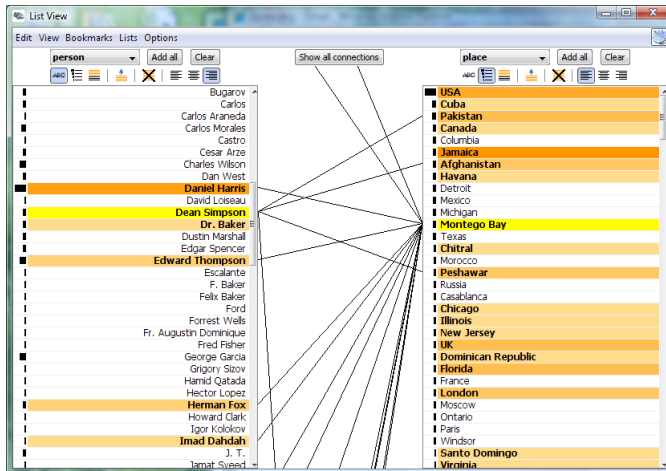 List View
Edit View Bookmarks Lists Options
person Add all Clear
Show all connections
place Add all Clear
ABC
ABC
Bugarov
Carlos
Carlos Araneda
Carlos Morales
Castro
Cesar Arze
Charles Wilson
Dan West
Daniel Harris
David Loiseau
Dean Simpson
Dr. Baker
Dustin Marshall
Edgar Spencer
Edward Thompson
Escalante
F. Baker
Felix Baker
Ford
Forrest Wells
Fr. Augustin Dominique
Fred Fisher
George Garcia
Grigory Sizov
Hamid Qatada
Hector Lopez
Herman Fox
Howard Clark
Igor Kolokov
Imad Dahdah
J. T.
Jamat Syeed
USA
Cuba
Pakistan
Canada
Columbia
Jamaica
Afghanistan
Havana
Detroit
Mexico
Michigan
Montego Bay
Texas
Chitral
Morocco
Peshawar
Russia
Casablanca
Chicago
Illinois
New Jersey
UK
Dominican Republic
Florida
France
London
Moscow
Ontario
Paris
Windsor
Santo Domingo
Virginia